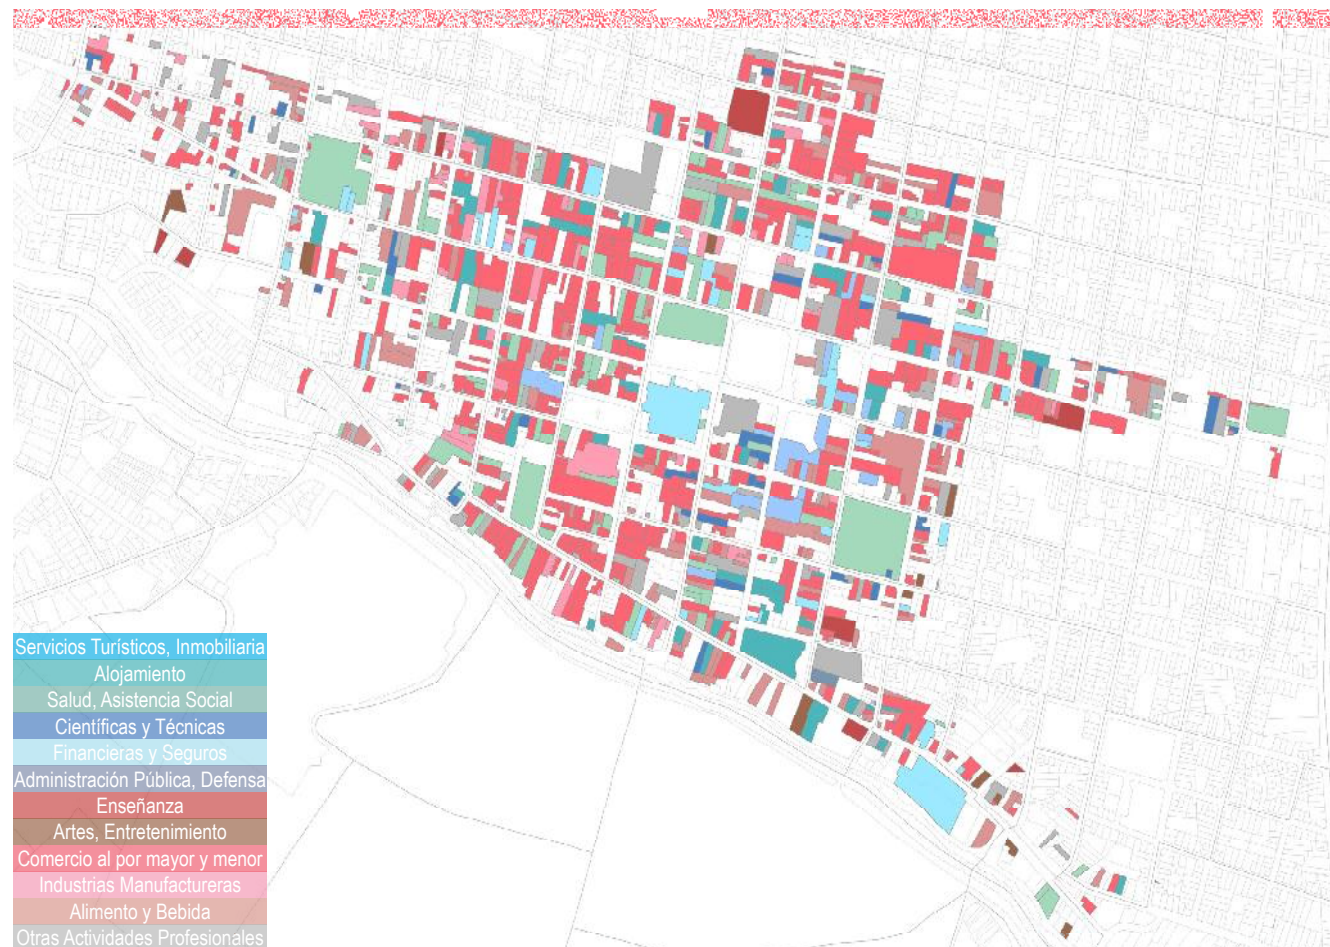 Servicios Turísticos, Inmobiliaria
Alojamiento
Salud, Asistencia Social
Científicas y Técnicas
Financieras y Seguros
Administración Pública, Defensa
Enseñanza
Artes, Entretenimiento
Comercio al por mayor y menor
Industrias Manufactureras
Alimento y Bebida
Otras Actividades Profesionales